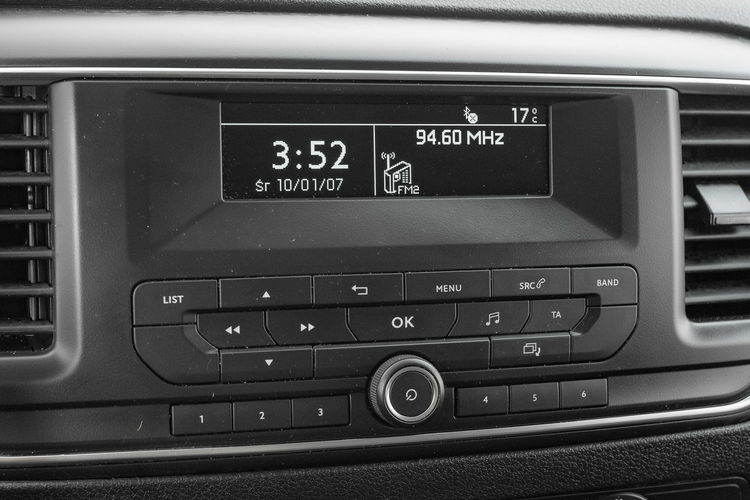 17 °C
94.60 MHz
3:52
śr 10/01/07
FM2
LIST
MENU
SRC
BAND
OK
TA
1
2
3
4
5
6